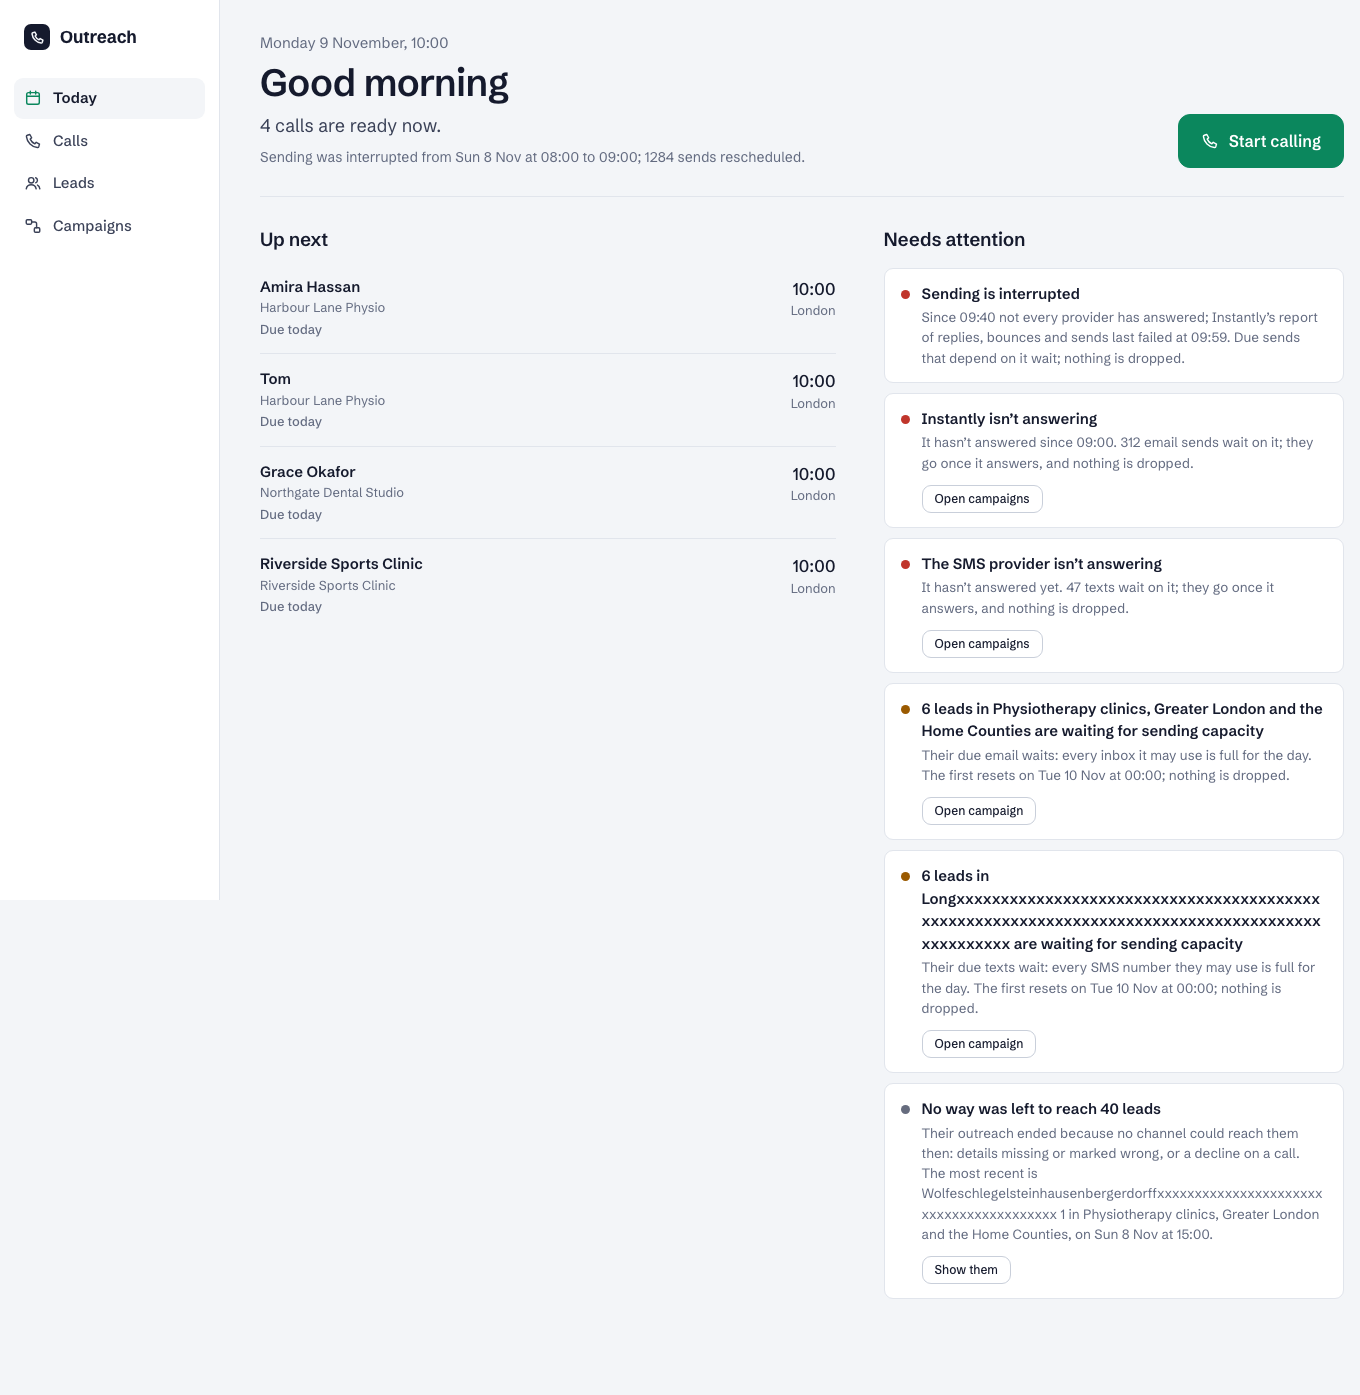 Outreach
Today
Calls
Leads
Campaigns
Monday 9 November, 10:00
Good morning
4 calls are ready now.
Sending was interrupted from Sun 8 Nov at 08:00 to 09:00; 1284 sends rescheduled.
Start calling
Up next
Amira Hassan
Harbour Lane Physio
Due today
10:00
London
Tom
Harbour Lane Physio
Due today
10:00
London
Grace Okafor
Northgate Dental Studio
Due today
10:00
London
Riverside Sports Clinic
Riverside Sports Clinic
Due today
10:00
London
Needs attention
Sending is interrupted
Since 09:40 not every provider has answered; Instantly’s report
of replies, bounces and sends last failed at 09:59. Due sends
that depend on it wait; nothing is dropped.
Instantly isn’t answering
It hasn’t answered since 09:00. 312 email sends wait on it; they
go once it answers, and nothing is dropped.
Open campaigns
The SMS provider isn’t answering
It hasn’t answered yet. 47 texts wait on it; they go once it
answers, and nothing is dropped.
Open campaigns
6 leads in Physiotherapy clinics, Greater London and the
Home Counties are waiting for sending capacity
Their due email waits: every inbox it may use is full for the day.
The first resets on Tue 10 Nov at 00:00; nothing is dropped.
Open campaign
6 leads in
Longxxxxxxxxxxxxxxxxxxxxxxxxxxxxxxxxxxxxxxxxx
xxxxxxxxxxxxxxxxxxxxxxxxxxxxxxxxxxxxxxxxxxxxx
xxxxxxxxxx are waiting for sending capacity
Their due texts wait: every SMS number they may use is full for
the day. The first resets on Tue 10 Nov at 00:00; nothing is
dropped.
Open campaign
No way was left to reach 40 leads
Their outreach ended because no channel could reach them
then: details missing or marked wrong, or a decline on a call.
The most recent is
Wolfeschlegelsteinhausenbergerdorffxxxxxxxxxxxxxxxxxxxxxx
xxxxxxxxxxxxxxxxxx 1 in Physiotherapy clinics, Greater London
and the Home Counties, on Sun 8 Nov at 15:00.
Show them